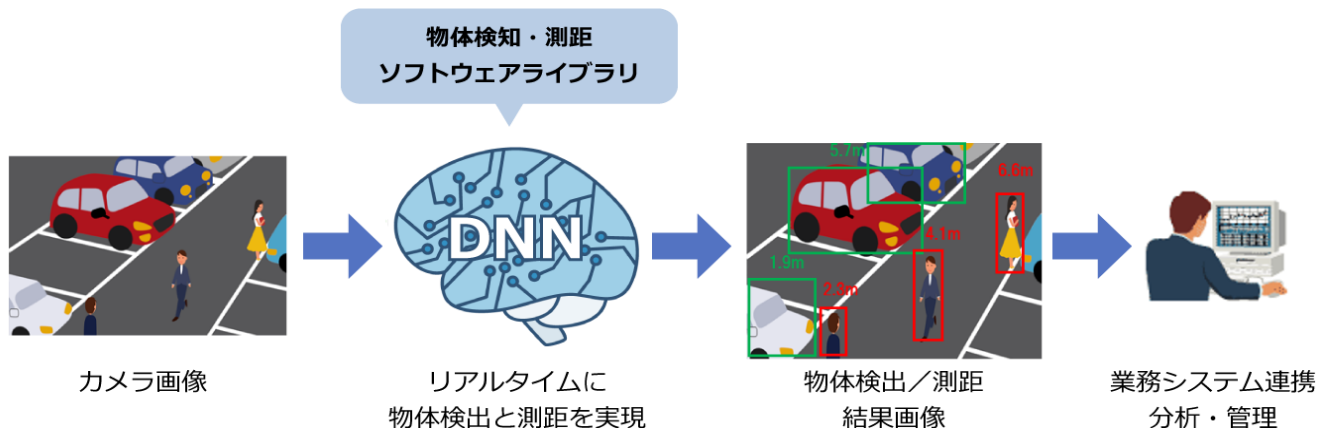 物体検知・測距
ソフトウェアライブラリ
DNN
5.7m
6.6m
4.1m
1.9m
2.3m
カメラ画像
リアルタイムに
物体検出と測距を実現
物体検出／測距
結果画像
業務システム連携
分析・管理